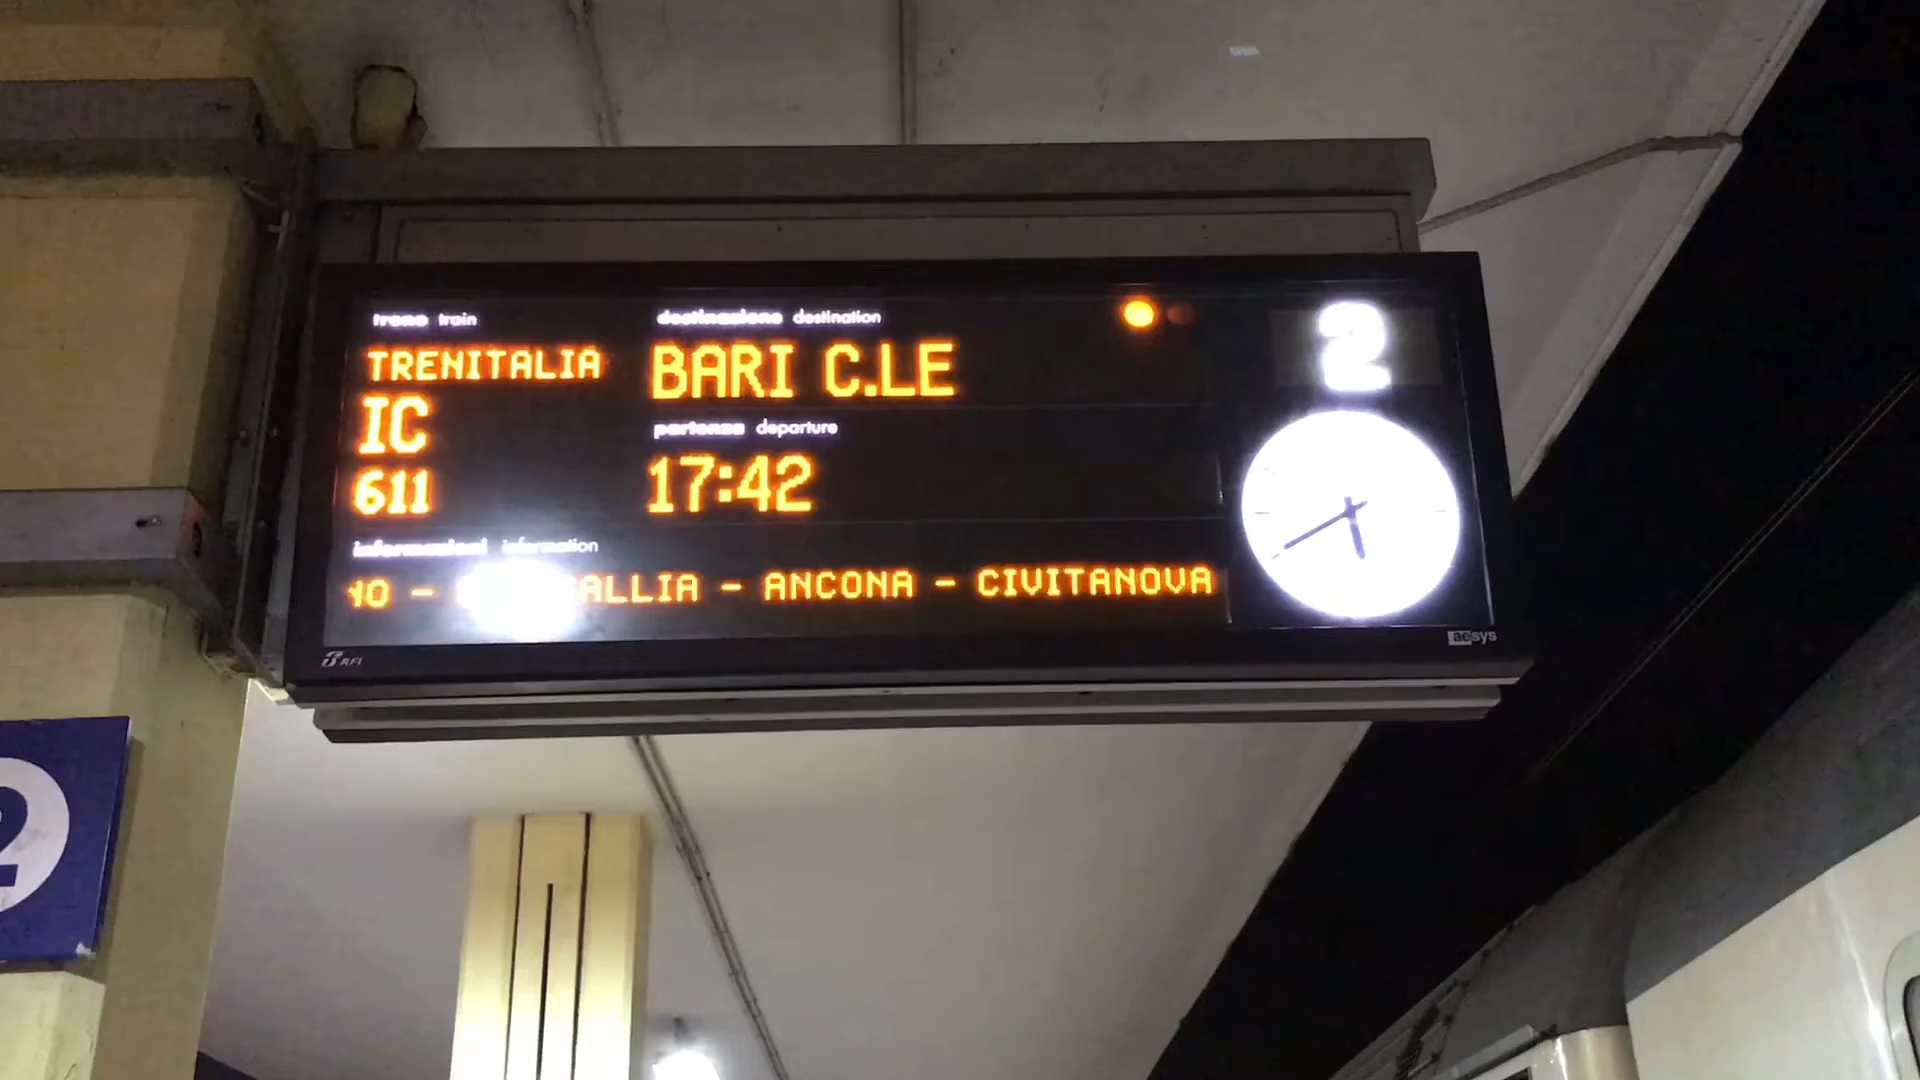 treno train
destinazione destination
2
TRENITALIA
BARI C.LE
IC
partenza departure
611
17:42
informazioni information
NO - ALLIA - ANCONA - CIVITANOVA
RFI
aesys
2